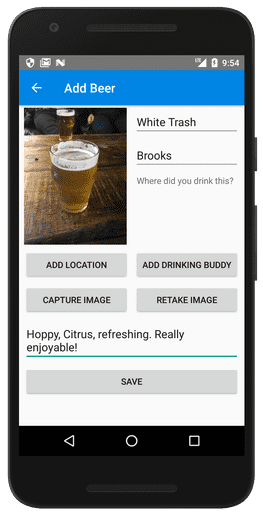 9:54
Add Beer
White Trash
Brooks
Where did you drink this?
ADD LOCATION
ADD DRINKING BUDDY
CAPTURE IMAGE
RETAKE IMAGE
Hoppy, Citrus, refreshing. Really
enjoyable!
SAVE